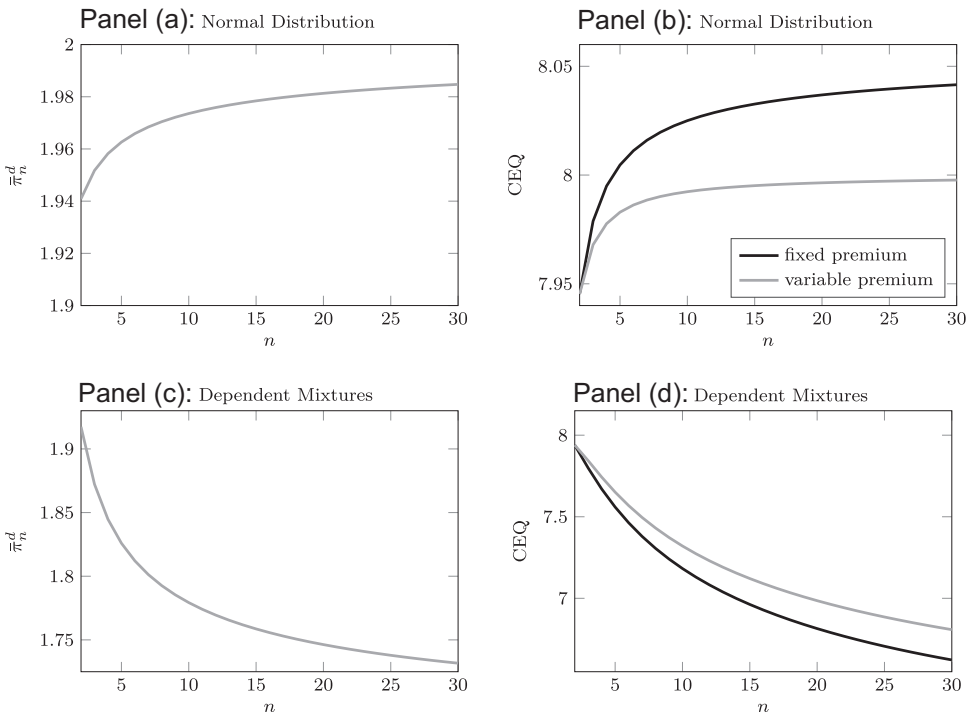 Panel (a): Normal Distribution
2
1.98
1.96
1.94
1.92
1.9
π̄ᵈₙ
5 10 15 20 25 30
n
Panel (b): Normal Distribution
8.05
8
7.95
CEQ
fixed premium
variable premium
5 10 15 20 25 30
n
Panel (c): Dependent Mixtures
1.9
1.85
1.8
1.75
π̄ᵈₙ
5 10 15 20 25 30
n
Panel (d): Dependent Mixtures
8
7.5
7
CEQ
5 10 15 20 25 30
n